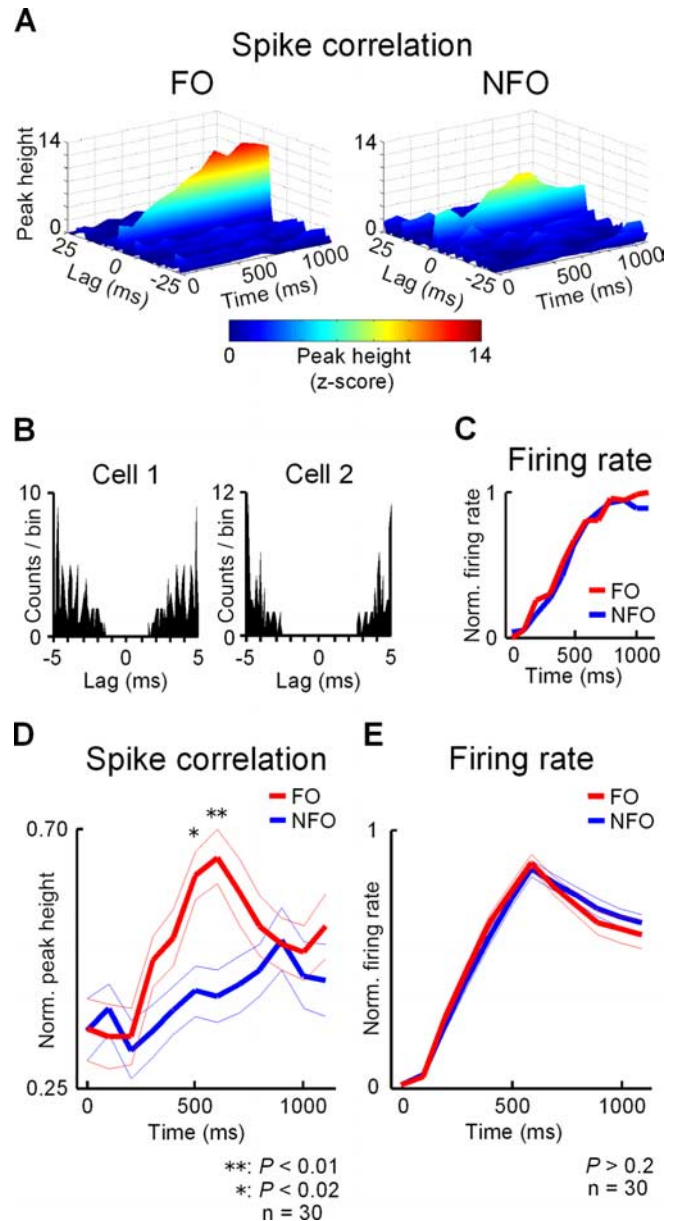 A
Spike correlation
FO
NFO
14
Peak height
0
25
0
-25
Lag (ms)
0
500
1000
Time (ms)
14
0
25
0
-25
Lag (ms)
0
500
1000
Time (ms)
0
Peak height
14
(z-score)
B
Cell 1
Cell 2
10
Counts / bin
0
-5
0
5
Lag (ms)
12
Counts / bin
0
-5
0
5
Lag (ms)
C
Firing rate
1
Norm. firing rate
0
FO
NFO
0
500
1000
Time (ms)
D
Spike correlation
FO
NFO
0.70
Norm. peak height
0.25
*
**
0
500
1000
Time (ms)
**: P < 0.01
*: P < 0.02
n = 30
E
Firing rate
FO
NFO
1
Norm. firing rate
0
0
500
1000
Time (ms)
P > 0.2
n = 30